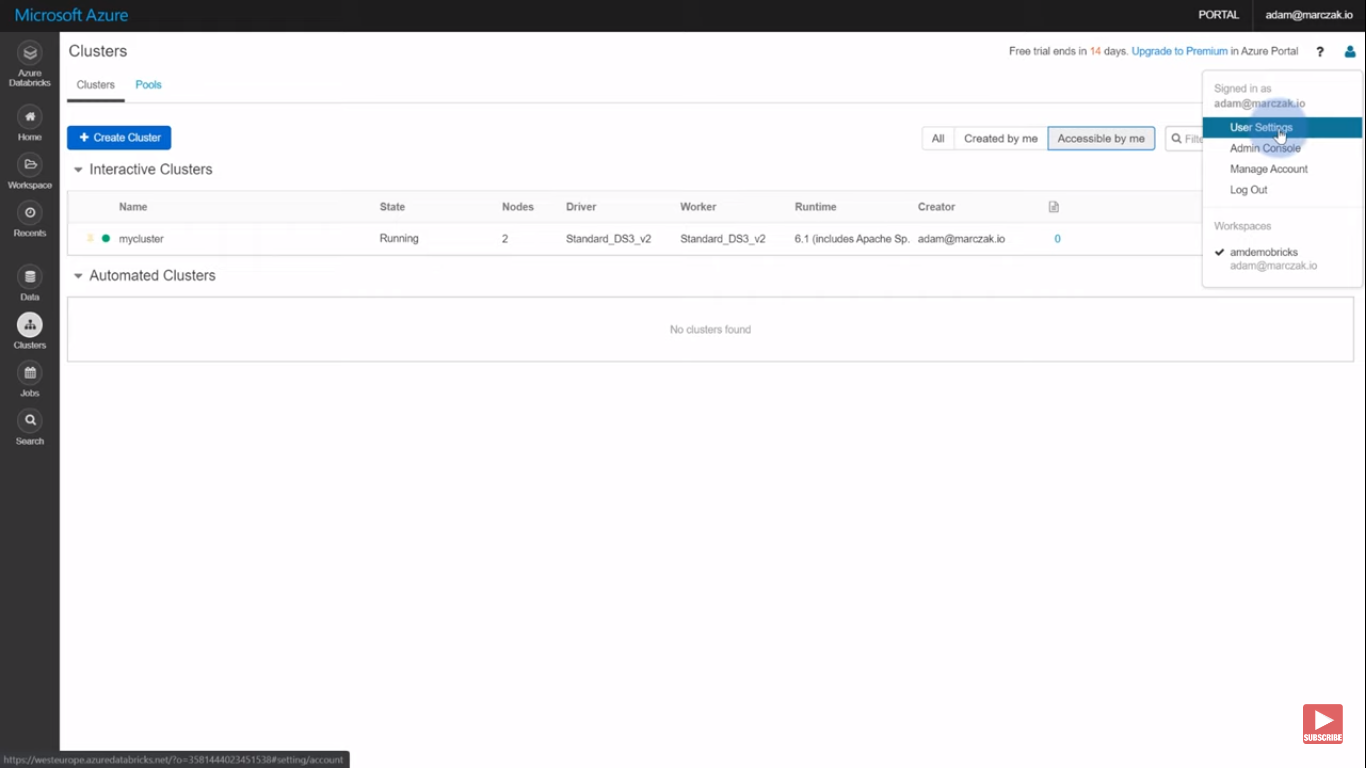 Microsoft Azure
PORTAL
adam@marczak.io
Azure
Databricks
Home
Workspace
Recents
Data
Clusters
Jobs
Search
Clusters
Free trial ends in 14 days. Upgrade to Premium in Azure Portal
?
Clusters Pools
+ Create Cluster
All Created by me Accessible by me
Interactive Clusters
Name State Nodes Driver Worker Runtime Creator
mycluster Running 2 Standard_DS3_v2 Standard_DS3_v2 6.1 (includes Apache Sp. adam@marczak.io 0
Automated Clusters
No clusters found
Signed in as
adam@marczak.io
User Settings
Admin Console
Manage Account
Log Out
Workspaces
amdemobricks
adam@marczak.io
SUBSCRIBE
https://westeurope.azuredatabricks.net/?o=3581444023451538#setting/account